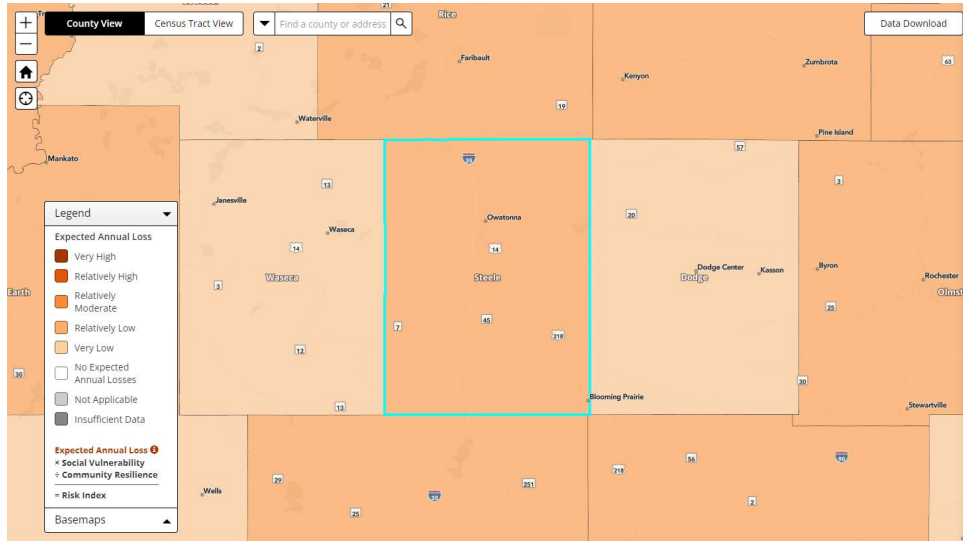 +
County View
Census Tract View
Find a county or address
Data Download
−
21
Rice
2
Faribault
Kenyon
Zumbrota
63
19
Waterville
Pine Island
57
Mankato
35
13
3
Janesville
Owatonna
20
Waseca
14
14
Dodge Center
Kasson
Byron
Rochester
Waseca
Steele
Dodge
Earth
Olmst
3
25
45
7
218
12
30
30
Blooming Prairie
13
Stewartville
Legend
Expected Annual Loss
Very High
Relatively High
Relatively
Moderate
Relatively Low
Very Low
No Expected
Annual Losses
Not Applicable
Insufficient Data
Expected Annual Loss
× Social Vulnerability
÷ Community Resilience
= Risk Index
Basemaps
56
90
218
29
251
Wells
35
2
25